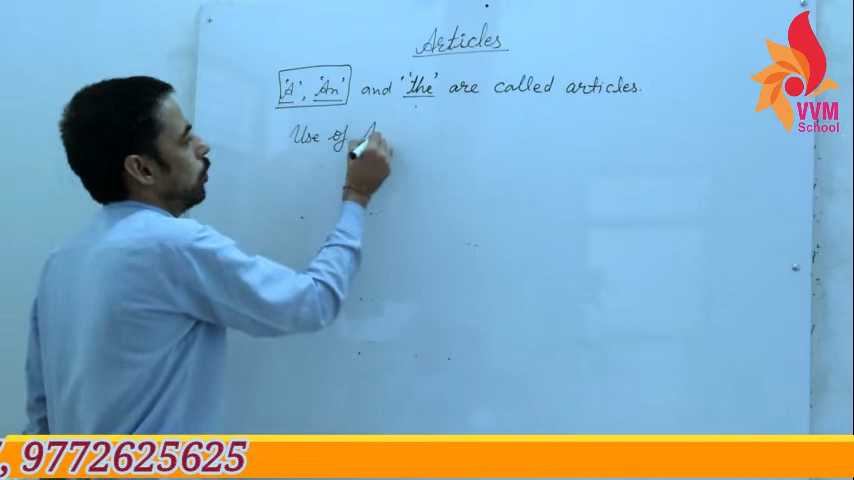 Articles
'A', 'An' and 'the' are called articles.
Use of A
VVM
School
, 9772625625